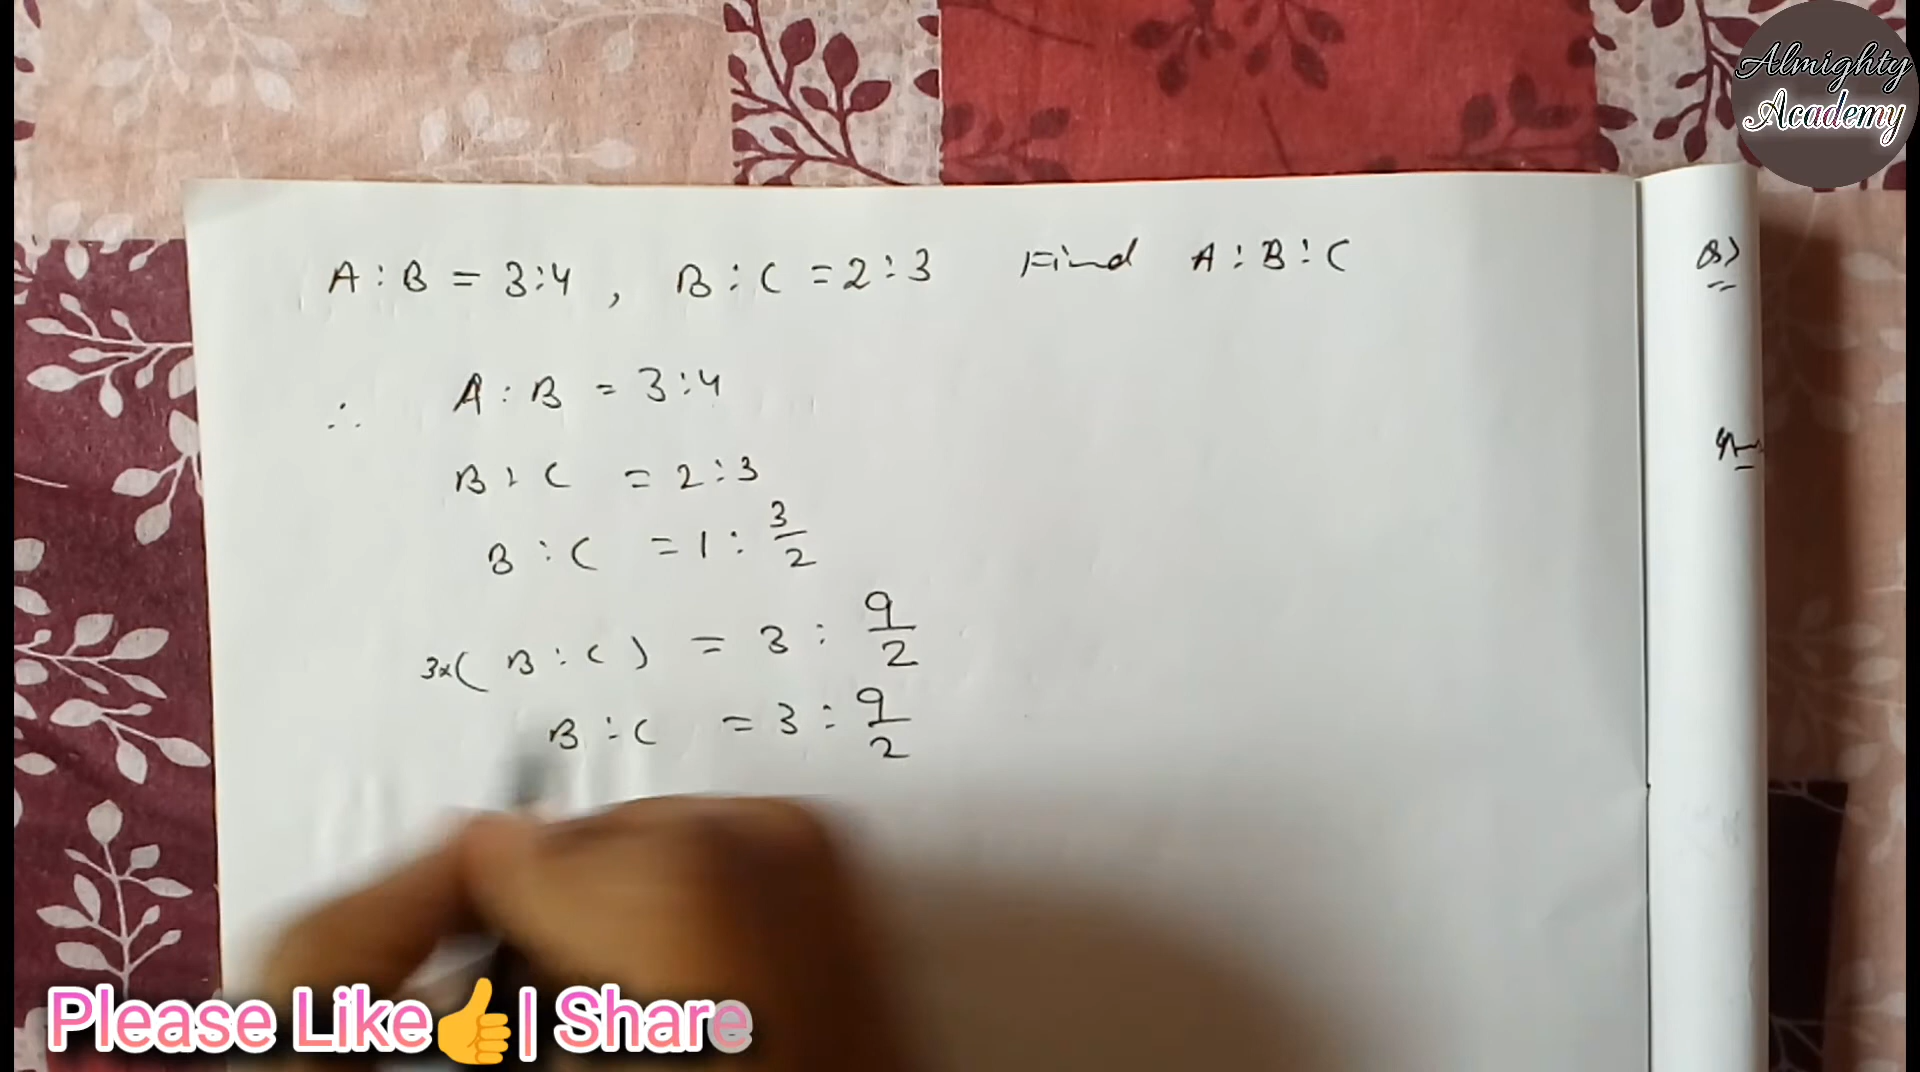 Almighty
Academy
A : B = 3:4 , B : C = 2:3 Find A : B : C
Q)
∴ A : B = 3:4
B : C = 2:3
B : C = 1 : 3/2
3×( B : C ) = 3 : 9/2
B : C = 3 : 9/2
Please Like👍| Share